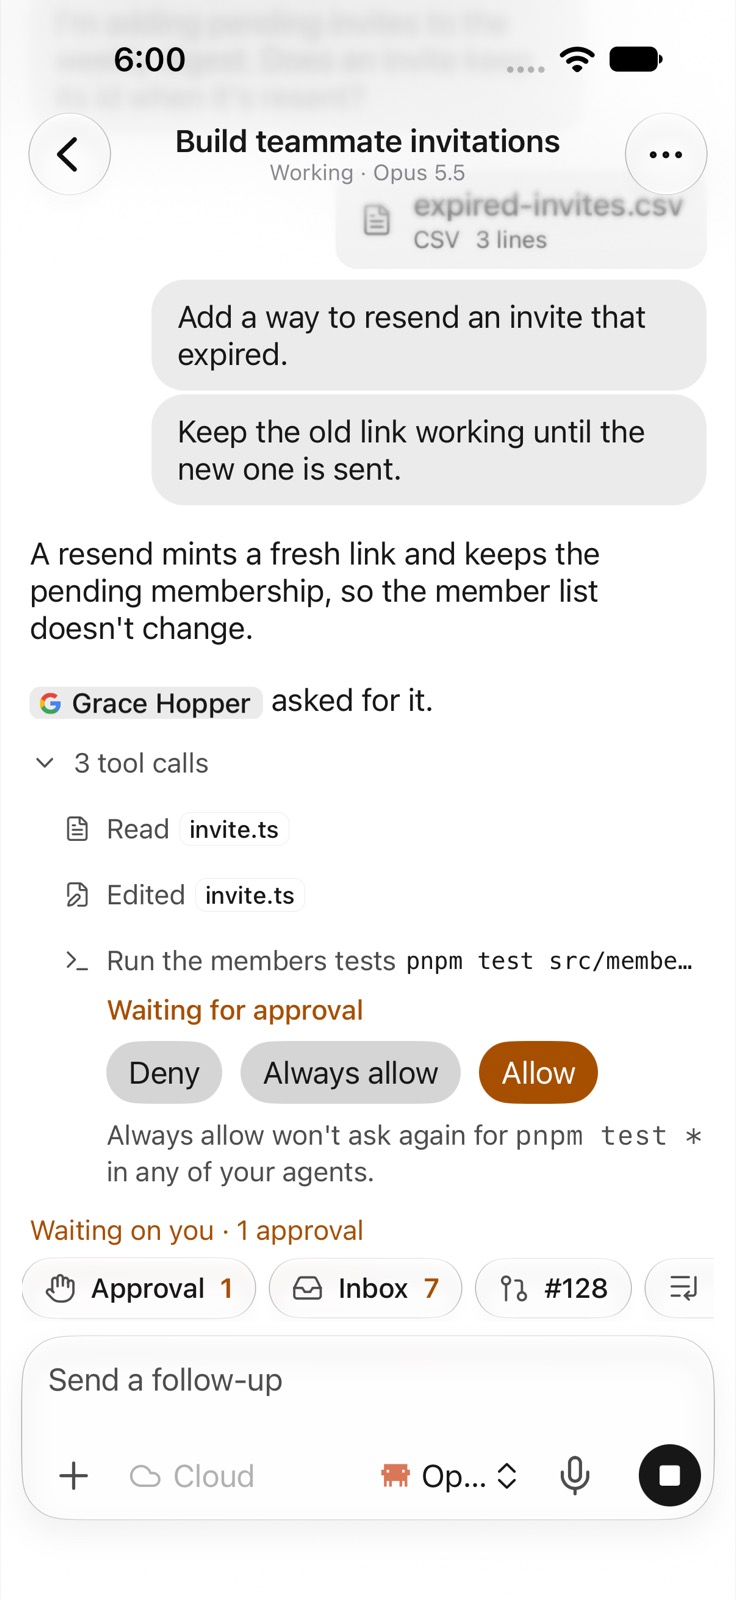 6:00
Build teammate invitations
Working · Opus 5.5
expired-invites.csv
CSV 3 lines
Add a way to resend an invite that
expired.
Keep the old link working until the
new one is sent.
A resend mints a fresh link and keeps the
pending membership, so the member list
doesn't change.
Grace Hopper asked for it.
3 tool calls
Read invite.ts
Edited invite.ts
Run the members tests pnpm test src/membe…
Waiting for approval
Deny
Always allow
Allow
Always allow won't ask again for pnpm test *
in any of your agents.
Waiting on you · 1 approval
Approval 1
Inbox 7
#128
Send a follow-up
Cloud
Op...